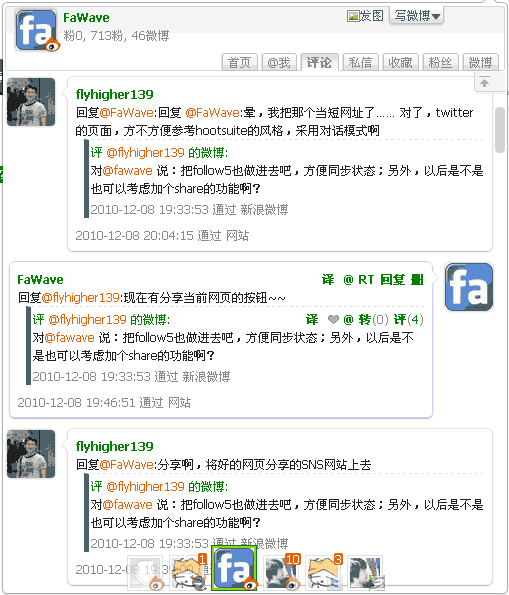 FaWave
发图 写微博
粉0, 713粉, 46微博
首页 @我 评论 私信 收藏 粉丝 微博
flyhigher139
回复@FaWave:回复 @FaWave:晕，我把那个当短网址了…… 对了，twitter
的页面，方不方便参考hootsuite的风格，采用对话模式啊
评 @flyhigher139 的微博:
对@fawave 说：把follow5也做进去吧，方便同步状态；另外，以后是不是
也可以考虑加个share的功能啊？
2010-12-08 19:33:53 通过 新浪微博
2010-12-08 20:04:15 通过 网站
FaWave 译 @ RT 回复 删
回复@flyhigher139:现在有分享当前网页的按钮~~
评 @flyhigher139 的微博: 译 @ 转(0) 评(4)
对@fawave 说：把follow5也做进去吧，方便同步状态；另外，以后是不
是也可以考虑加个share的功能啊？
2010-12-08 19:33:53 通过 新浪微博
2010-12-08 19:46:51 通过 网站
flyhigher139
回复@FaWave:分享啊，将好的网页分享的SNS网站上去
评 @flyhigher139 的微博:
对@fawave 说：把follow5也做进去吧，方便同步状态；另外，以后是不是
也可以考虑加个share的功能啊？
2010-12-08 19:33:53 通过 新浪微博
2010-12-08
1 fa 10 3